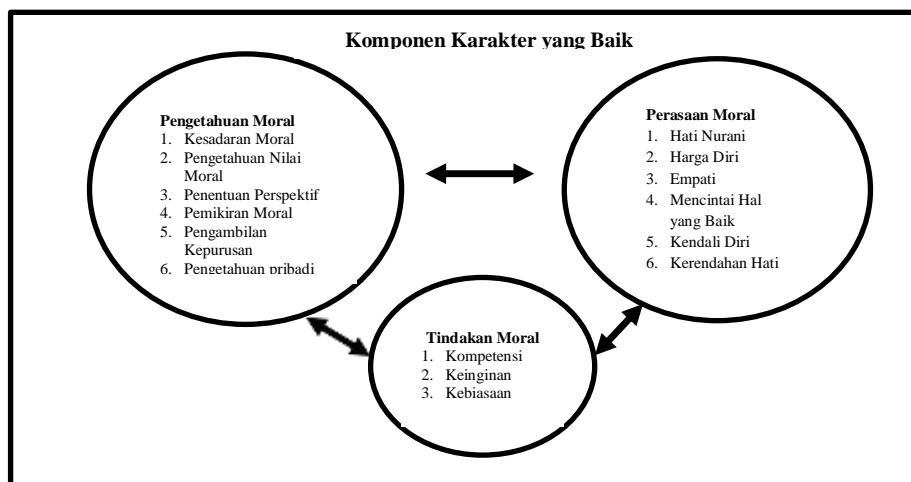 Komponen Karakter yang Baik
Pengetahuan Moral
1. Kesadaran Moral
2. Pengetahuan Nilai
Moral
3. Penentuan Perspektif
4. Pemikiran Moral
5. Pengambilan
Kepurusan
6. Pengetahuan pribadi
Perasaan Moral
1. Hati Nurani
2. Harga Diri
3. Empati
4. Mencintai Hal
yang Baik
5. Kendali Diri
6. Kerendahan Hati
Tindakan Moral
1. Kompetensi
2. Keinginan
3. Kebiasaan